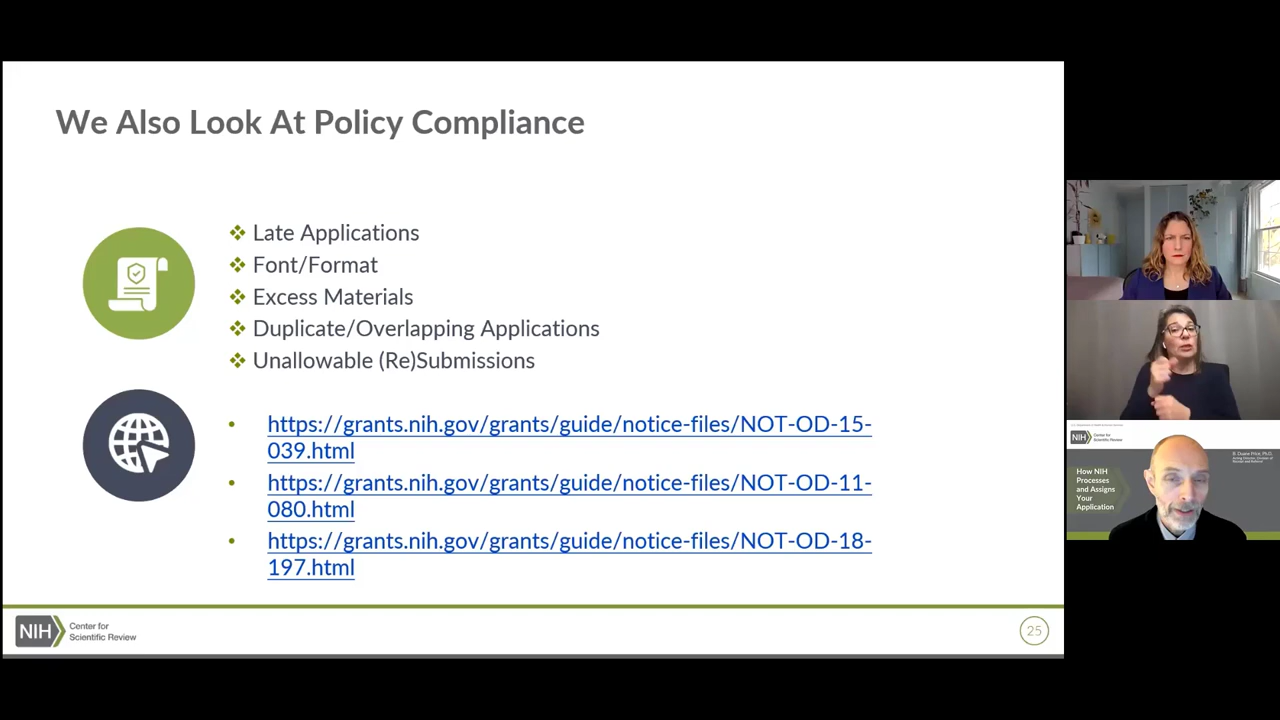 We Also Look At Policy Compliance
❖ Late Applications
❖ Font/Format
❖ Excess Materials
❖ Duplicate/Overlapping Applications
❖ Unallowable (Re)Submissions
• https://grants.nih.gov/grants/guide/notice-files/NOT-OD-15-
039.html
• https://grants.nih.gov/grants/guide/notice-files/NOT-OD-11-
080.html
• https://grants.nih.gov/grants/guide/notice-files/NOT-OD-18-
197.html
NIH
Center for
Scientific Review
25
NIH
Center for
Scientific Review
How NIH
Processes
and Assigns
Your
Application